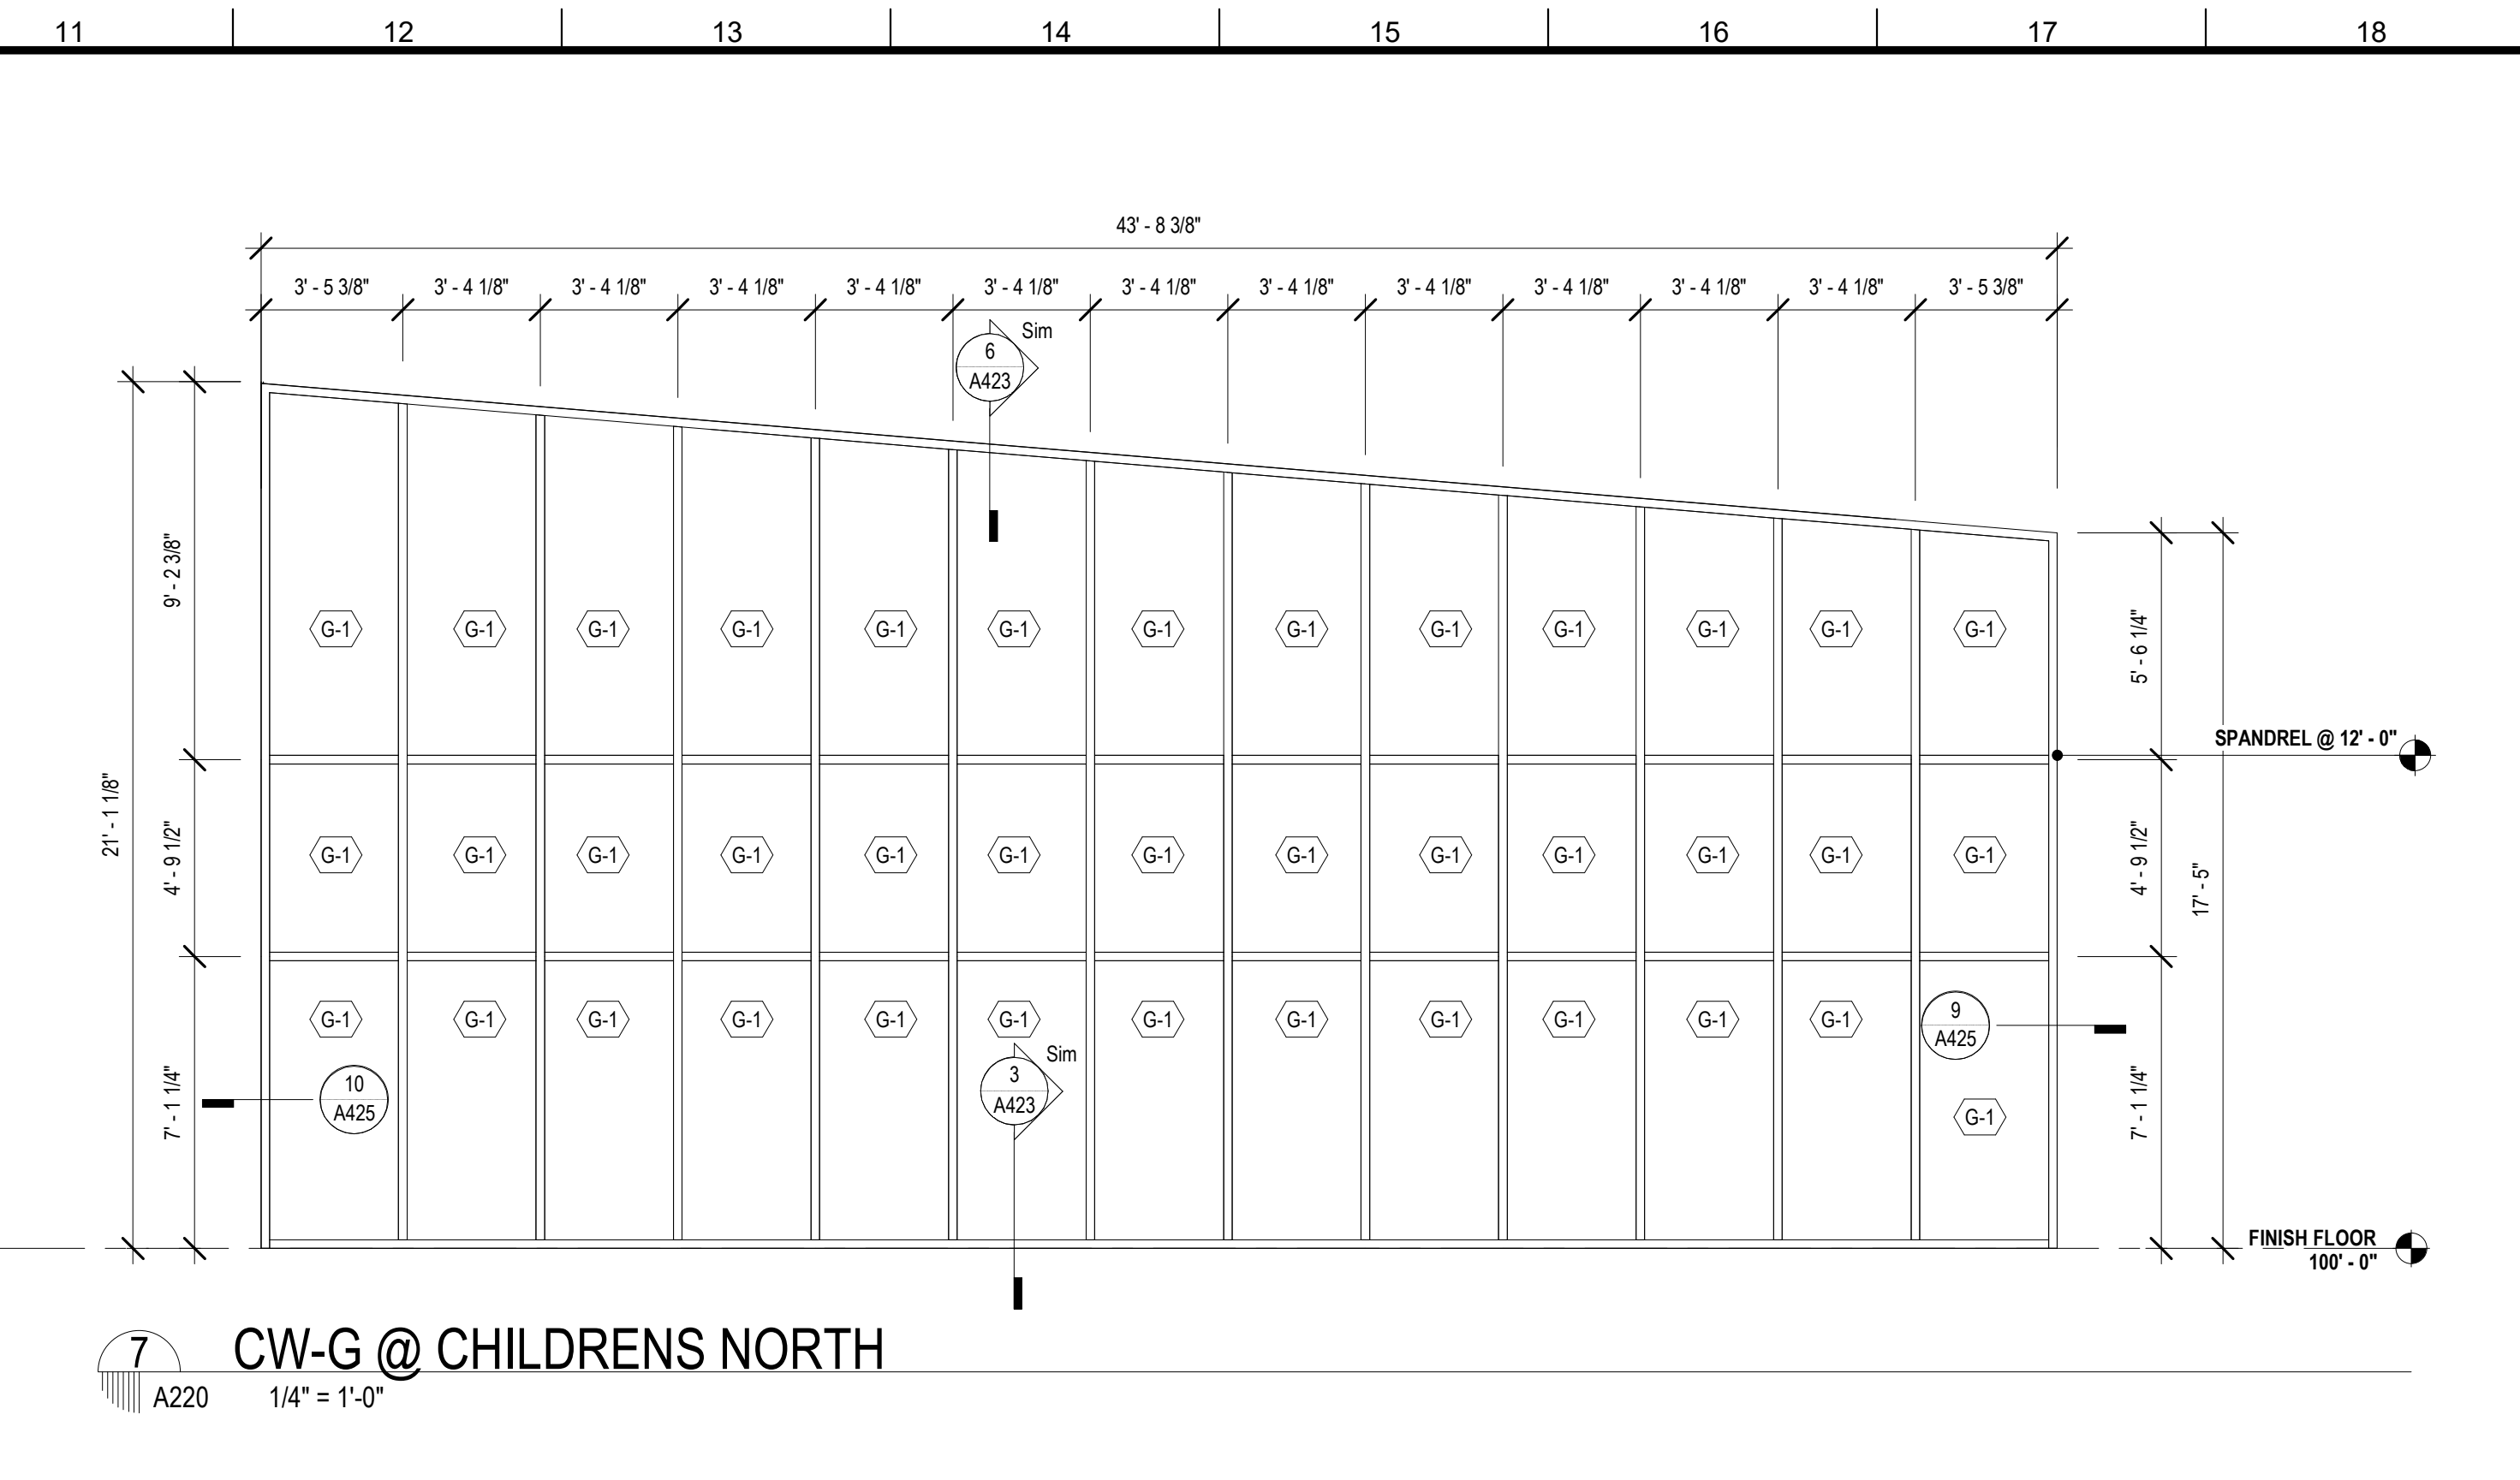 11 12 13 14 15 16 17 18
43' - 8 3/8"
3' - 5 3/8" 3' - 4 1/8" 3' - 4 1/8" 3' - 4 1/8" 3' - 4 1/8" 3' - 4 1/8" 3' - 4 1/8" 3' - 4 1/8" 3' - 4 1/8" 3' - 4 1/8" 3' - 4 1/8" 3' - 4 1/8" 3' - 5 3/8"
Sim
6
A423
9' - 2 3/8"
G-1 G-1 G-1 G-1 G-1 G-1 G-1 G-1 G-1 G-1 G-1 G-1 G-1
5' - 6 1/4"
SPANDREL @ 12' - 0"
21' - 1 1/8"
4' - 9 1/2"
G-1 G-1 G-1 G-1 G-1 G-1 G-1 G-1 G-1 G-1 G-1 G-1 G-1
4' - 9 1/2"
17' - 5"
G-1 G-1 G-1 G-1 G-1 G-1 G-1 G-1 G-1 G-1 G-1 G-1
9
A425
Sim
3
A423
10
A425
7' - 1 1/4"
G-1
7' - 1 1/4"
FINISH FLOOR
100' - 0"
7
CW-G @ CHILDRENS NORTH
A220
1/4" = 1'-0"